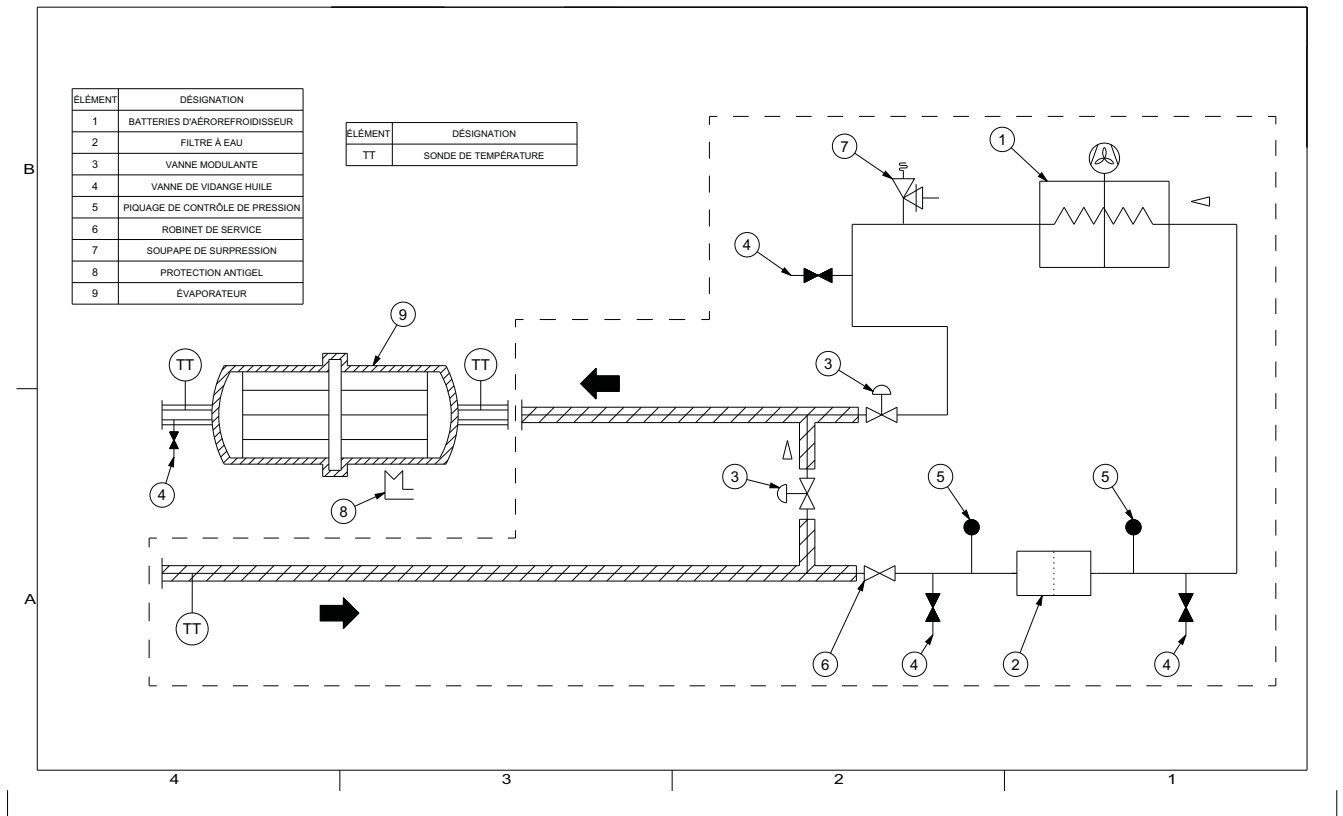 ÉLÉMENT DÉSIGNATION
1 BATTERIES D'AÉROREFROIDISSEUR
2 FILTRE À EAU
3 VANNE MODULANTE
4 VANNE DE VIDANGE HUILE
5 PIQUAGE DE CONTRÔLE DE PRESSION
6 ROBINET DE SERVICE
7 SOUPAPE DE SURPRESSION
8 PROTECTION ANTIGEL
9 ÉVAPORATEUR
ÉLÉMENT DÉSIGNATION
TT SONDE DE TEMPÉRATURE
7
1
B
4
9
TT
TT
3
4
8
3
5
5
A
TT
6
4
2
4
4
3
2
1